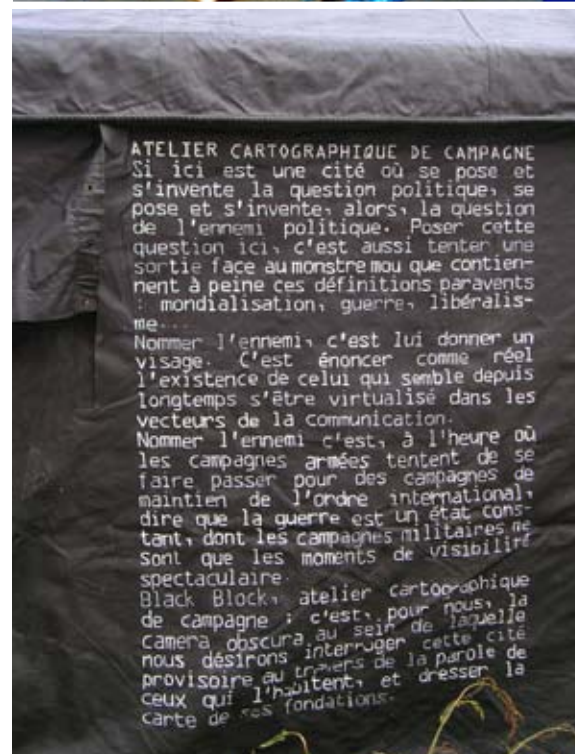 ATELIER CARTOGRAPHIQUE DE CAMPAGNE
Si ici est une cité où se pose et
s'invente la question politique, se
pose et s'invente, alors, la question
de l'ennemi politique. Poser cette
question ici, c'est aussi tenter une
sortie face au monstre mou que contien-
nent à peine ces définitions paravents
: mondialisation, guerre, libéralis-
me...
Nommer l'ennemi, c'est lui donner un
visage. C'est énoncer comme réel
l'existence de celui qui semble depuis
longtemps s'être virtualisé dans les
vecteurs de la communication.
Nommer l'ennemi c'est, à l'heure où
les campagnes armées tentent de se
faire passer pour des campagnes de
maintien de l'ordre international,
dire que la guerre est un état cons-
tant, dont les campagnes militaires ne
sont que les moments de visibilité
spectaculaire.
Black Block, atelier cartographique
de campagne : c'est, pour nous, la
camera obscura au sein de laquelle
nous désirons interroger cette cité
provisoire au travers de la parole de
ceux qui l'habitent, et dresser la
carte de ses fondations.